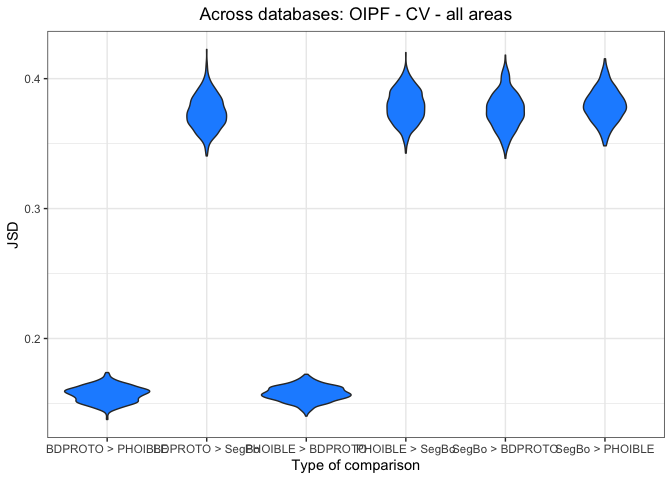 Across databases: OIPF - CV - all areas
0.4
0.3
0.2
JSD
BDPROTO > PHOIBLE BDPROTO > SegBo PHOIBLE > BDPROTO PHOIBLE > SegBo SegBo > BDPROTO SegBo > PHOIBLE
Type of comparison